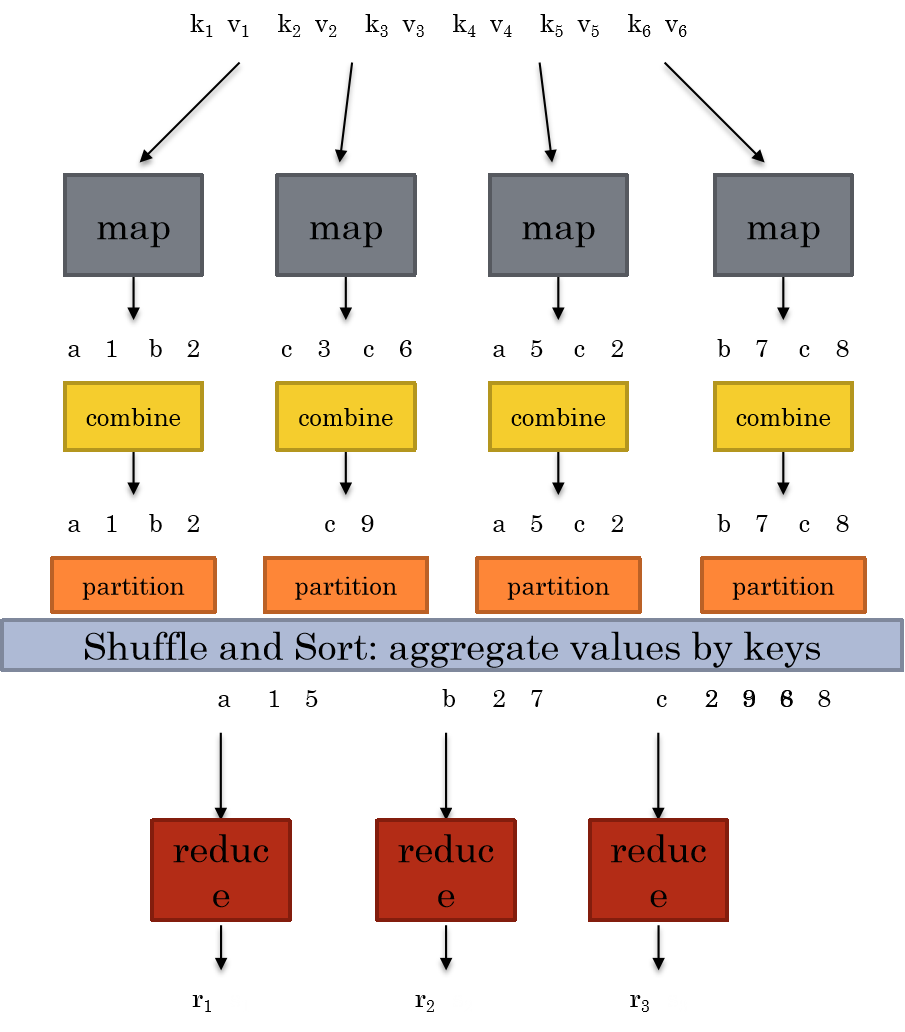 k₁ v₁ k₂ v₂ k₃ v₃ k₄ v₄ k₅ v₅ k₆ v₆
map map map map
a 1 b 2 c 3 c 6 a 5 c 2 b 7 c 8
combine combine combine combine
a 1 b 2 c 9 a 5 c 2 b 7 c 8
partition partition partition partition
Shuffle and Sort: aggregate values by keys
a 1 5 b 2 7 c 2 8
reduc reduc reduc
e e e
r₁ r₂ r₃